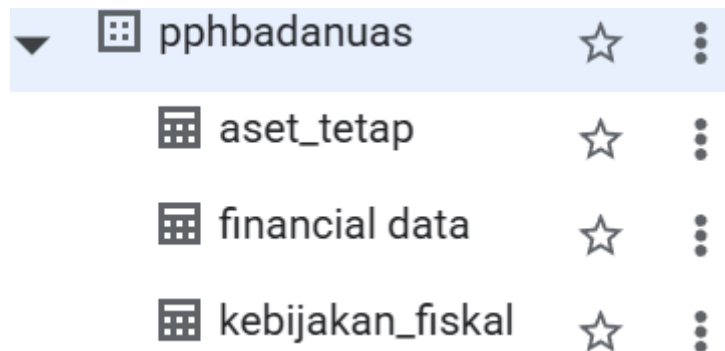 pphbadanuas
aset_tetap
financial data
kebijakan_fiskal